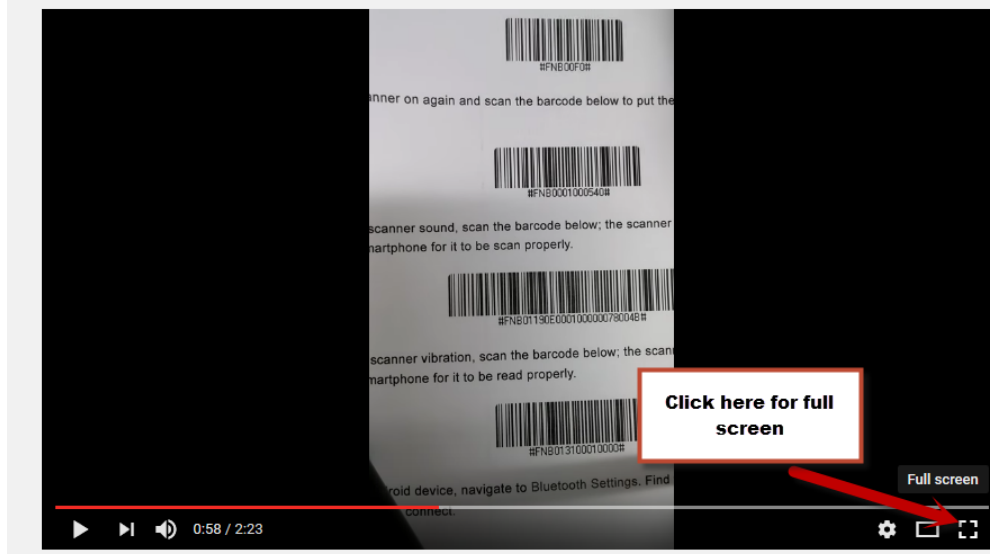 #FNB00F0#
anner on again and scan the barcode below to put the
#FNB0001000540#
scanner sound, scan the barcode below; the scanner
martphone for it to be scan properly.
#FNB01190E000100000078004B#
scanner vibration, scan the barcode below; the scan
martphone for it to be read properly.
Click here for full
screen
#FNB013100010000#
Full screen
roid device, navigate to Bluetooth Settings. Find
connect.
0:58 / 2:23